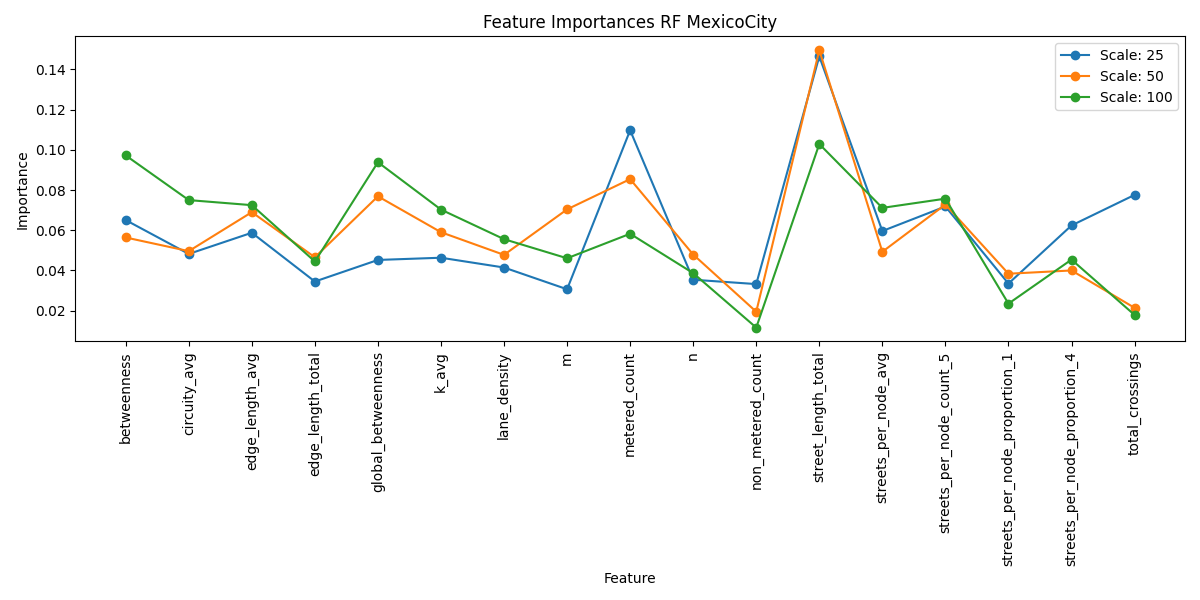 Feature Importances RF MexicoCity
Importance
0.14
0.12
0.10
0.08
0.06
0.04
0.02
Scale: 25
Scale: 50
Scale: 100
betweenness
circuity_avg
edge_length_avg
edge_length_total
global_betweenness
k_avg
lane_density
m
metered_count
n
non_metered_count
street_length_total
streets_per_node_avg
streets_per_node_count_5
streets_per_node_proportion_1
streets_per_node_proportion_4
total_crossings
Feature